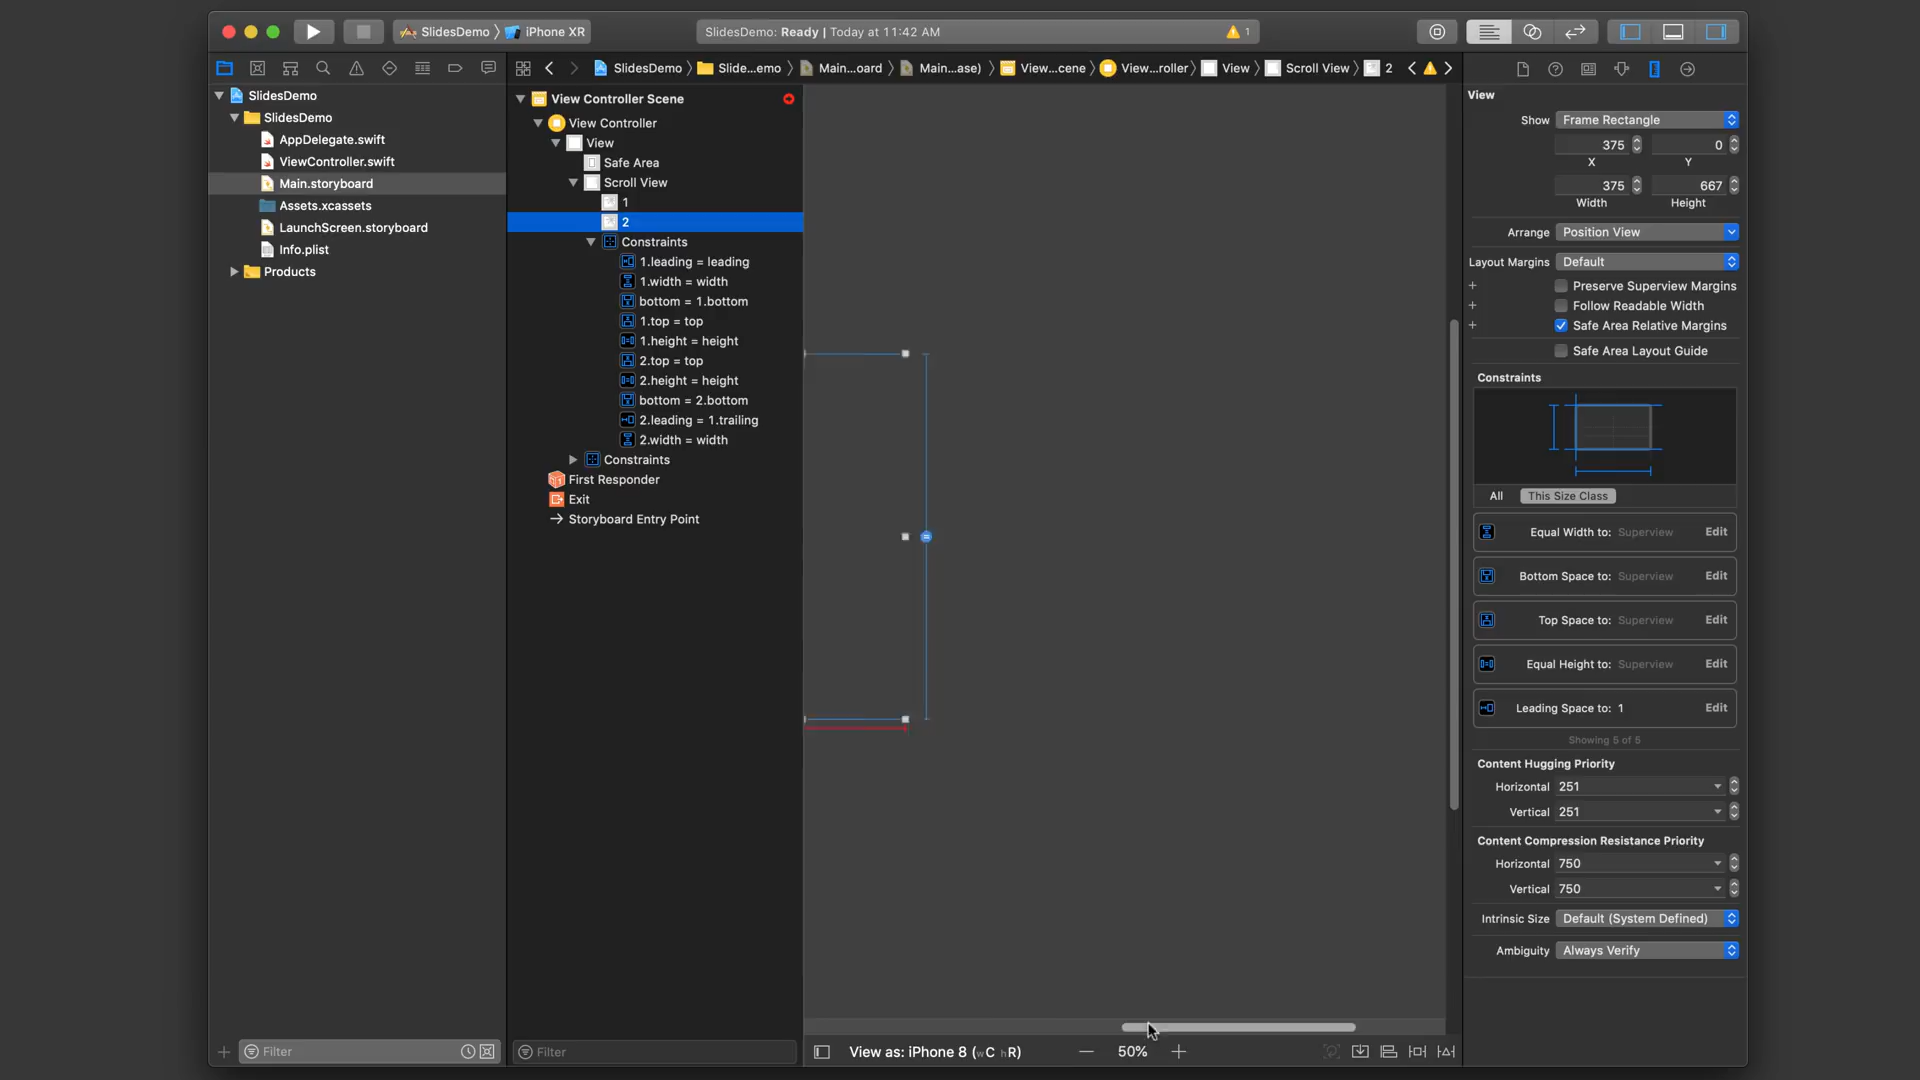 SlidesDemo 〉 iPhone XR
SlidesDemo: Ready | Today at 11:42 AM
1
SlidesDemo
SlidesDemo
AppDelegate.swift
ViewController.swift
Main.storyboard
Assets.xcassets
LaunchScreen.storyboard
Info.plist
Products
Filter
SlidesDemo 〉 Slide...emo 〉 Main...oard 〉 Main...ase) 〉 View...cene 〉 View...roller 〉 View 〉 Scroll View 〉 2
View Controller Scene
View Controller
View
Safe Area
Scroll View
1
2
Constraints
1.leading = leading
1.width = width
bottom = 1.bottom
1.top = top
1.height = height
2.top = top
2.height = height
bottom = 2.bottom
2.leading = 1.trailing
2.width = width
Constraints
First Responder
Exit
Storyboard Entry Point
Filter
View as: iPhone 8 (wC hR)
50%
View
Show Frame Rectangle
375 0
X Y
375 667
Width Height
Arrange Position View
Layout Margins Default
Preserve Superview Margins
Follow Readable Width
Safe Area Relative Margins
Safe Area Layout Guide
Constraints
All This Size Class
Equal Width to: Superview Edit
Bottom Space to: Superview Edit
Top Space to: Superview Edit
Equal Height to: Superview Edit
Leading Space to: 1 Edit
Showing 5 of 5
Content Hugging Priority
Horizontal 251
Vertical 251
Content Compression Resistance Priority
Horizontal 750
Vertical 750
Intrinsic Size Default (System Defined)
Ambiguity Always Verify